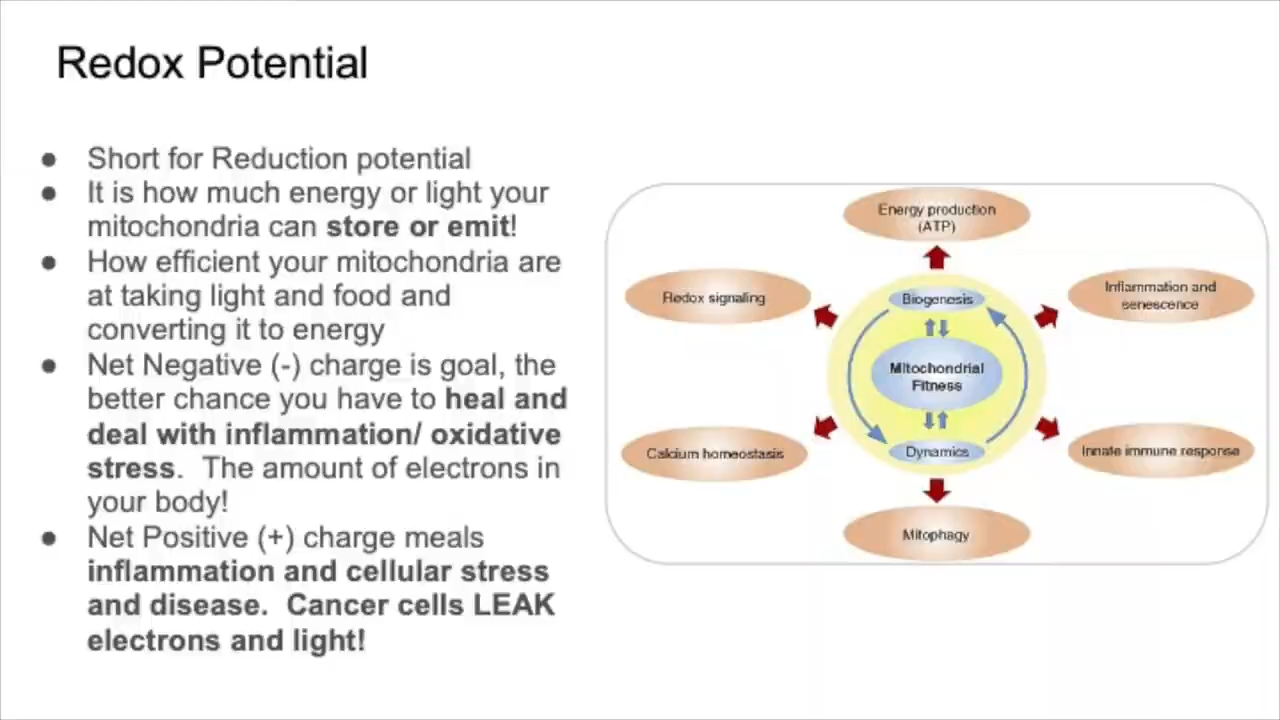 Redox Potential
● Short for Reduction potential
● It is how much energy or light your
mitochondria can store or emit!
● How efficient your mitochondria are
at taking light and food and
converting it to energy
● Net Negative (-) charge is goal, the
better chance you have to heal and
deal with inflammation/ oxidative
stress.  The amount of electrons in
your body!
● Net Positive (+) charge meals
inflammation and cellular stress
and disease.  Cancer cells LEAK
electrons and light!
Energy production
(ATP)
Redox signaling
Biogenesis
Inflammation and
senescence
Mitochondrial
Fitness
Calcium homeostasis
Dynamics
Innate immune response
Mitophagy